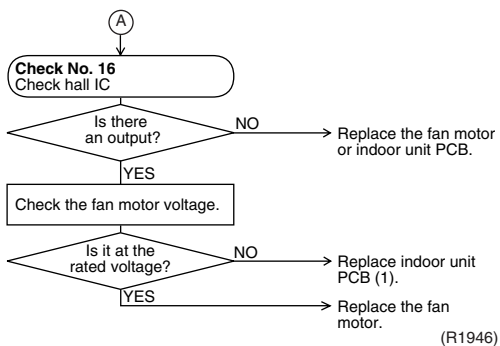 A
Check No. 16
Check hall IC
Is there
an output?
NO
Replace the fan motor
or indoor unit PCB.
YES
Check the fan motor voltage.
Is it at the
rated voltage?
NO
Replace indoor unit
PCB (1).
YES
Replace the fan
motor.
(R1946)